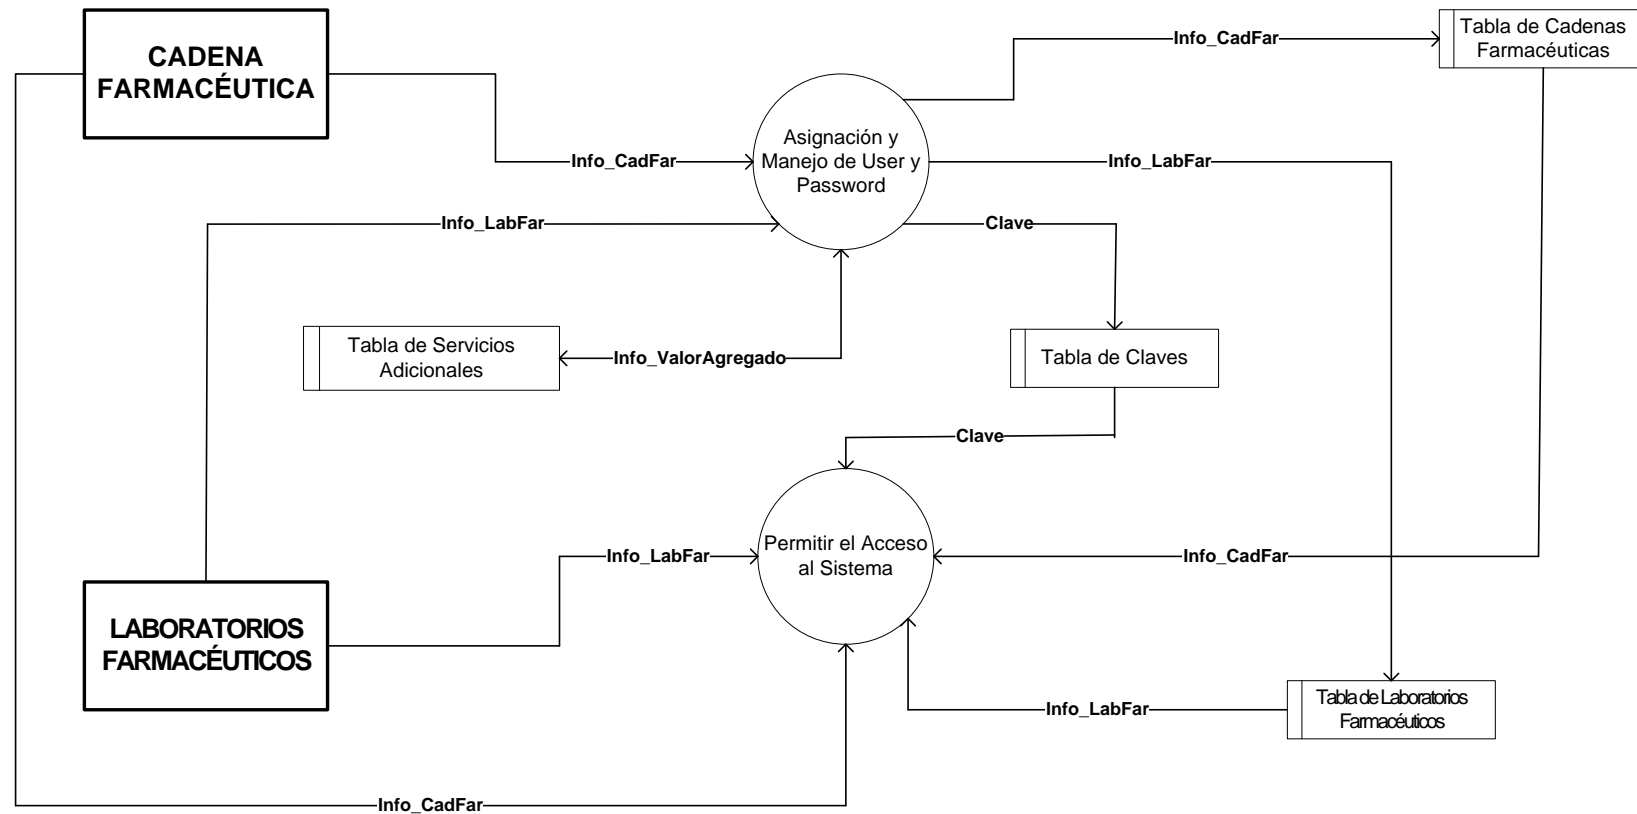 CADENA
FARMACÉUTICA
Info_CadFar
Tabla de Cadenas
Farmacéuticas
Asignación y
Manejo de User y
Password
Info_CadFar
Info_LabFar
Info_LabFar
Clave
Tabla de Servicios
Adicionales
Info_ValorAgregado
Tabla de Claves
Clave
Permitir el Acceso
al Sistema
Info_LabFar
Info_CadFar
LABORATORIOS
FARMACÉUTICOS
Info_LabFar
Tabla de Laboratorios
Farmacéuticos
Info_CadFar